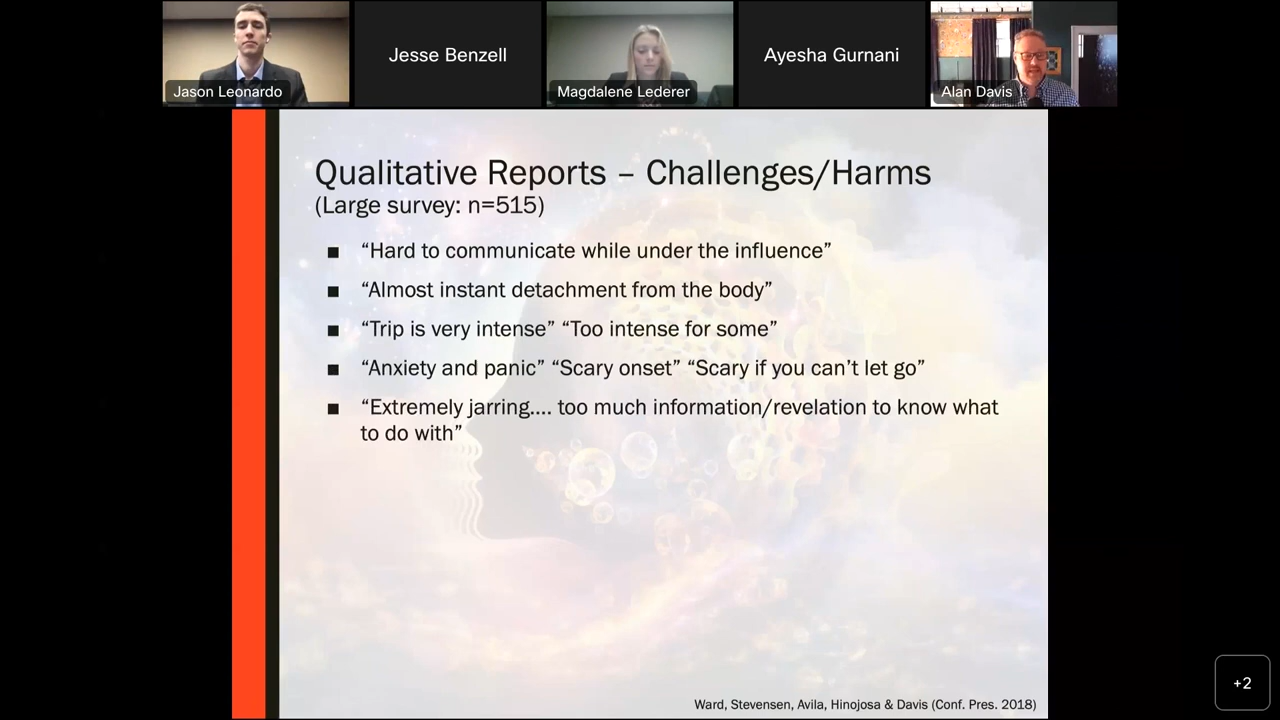 Jason Leonardo
Jesse Benzell
Magdalene Lederer
Ayesha Gurnani
Alan Davis
Qualitative Reports – Challenges/Harms
(Large survey: n=515)
■ “Hard to communicate while under the influence”
■ “Almost instant detachment from the body”
■ “Trip is very intense” “Too intense for some”
■ “Anxiety and panic” “Scary onset” “Scary if you can’t let go”
■ “Extremely jarring.... too much information/revelation to know what
to do with”
Ward, Stevensen, Avila, Hinojosa & Davis (Conf. Pres. 2018)
+2